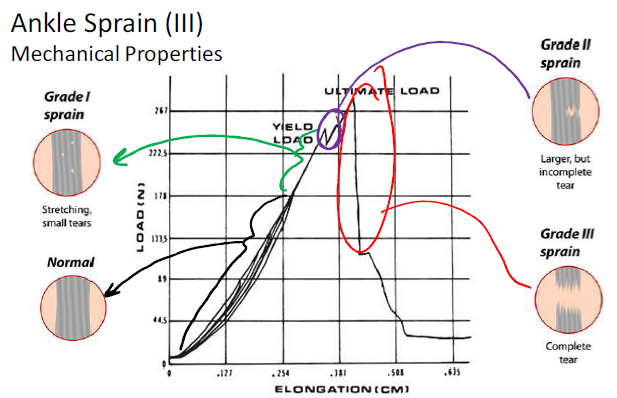 Ankle Sprain (III)
Mechanical Properties
Grade I
sprain
Stretching,
small tears
Normal
Grade II
sprain
Larger, but
incomplete
tear
Grade III
sprain
Complete
tear
ULTIMATE LOAD
YIELD
LOAD
LOAD (N)
267
222,5
178
133,5
89
44,5
0
0
.127
.254
.381
.508
.635
ELONGATION (CM)